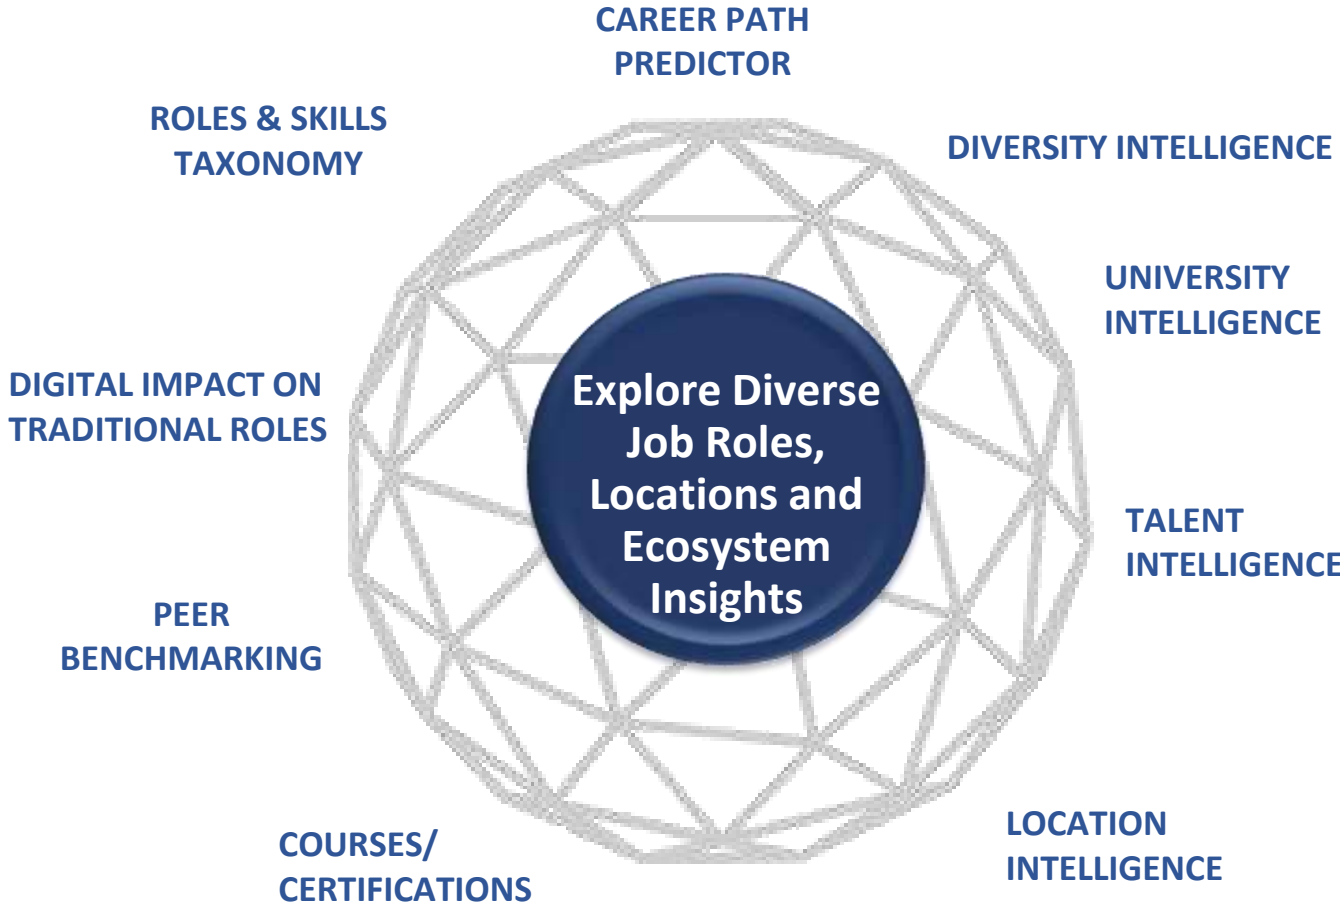 CAREER PATH
PREDICTOR
ROLES & SKILLS
TAXONOMY
DIVERSITY INTELLIGENCE
UNIVERSITY
INTELLIGENCE
DIGITAL IMPACT ON
TRADITIONAL ROLES
Explore Diverse
Job Roles,
Locations and
Ecosystem
Insights
TALENT
INTELLIGENCE
PEER
BENCHMARKING
COURSES/
CERTIFICATIONS
LOCATION
INTELLIGENCE